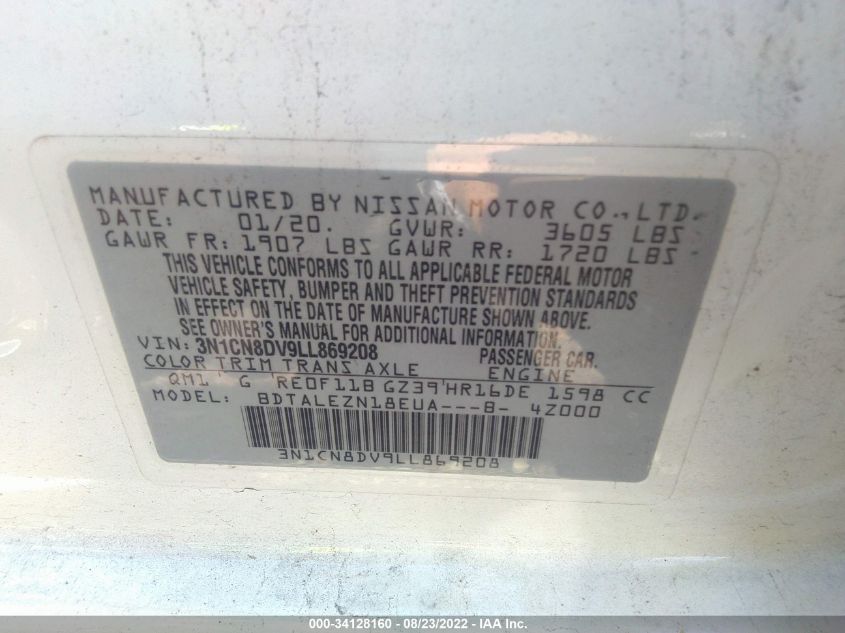 MANUFACTURED BY NISSAN MOTOR CO., LTD.
DATE: 01/20. GVWR: 3605 LBS
GAWR FR: 1907 LBS GAWR RR: 1720 LBS
THIS VEHICLE CONFORMS TO ALL APPLICABLE FEDERAL MOTOR
VEHICLE SAFETY, BUMPER AND THEFT PREVENTION STANDARDS
IN EFFECT ON THE DATE OF MANUFACTURE SHOWN ABOVE.
SEE OWNER'S MANUAL FOR ADDITIONAL INFORMATION.
VIN: 3N1CN8DV9LL869208 PASSENGER CAR.
COLOR TRIM TRANS AXLE ENGINE
QM1 G RE0F11B GZ39 HR16DE 1598 CC
MODEL: BDTALEZN18EUA---B- 4Z000
3N1CN8DV9LL869208
000-34128160 - 08/23/2022 - IAA Inc.